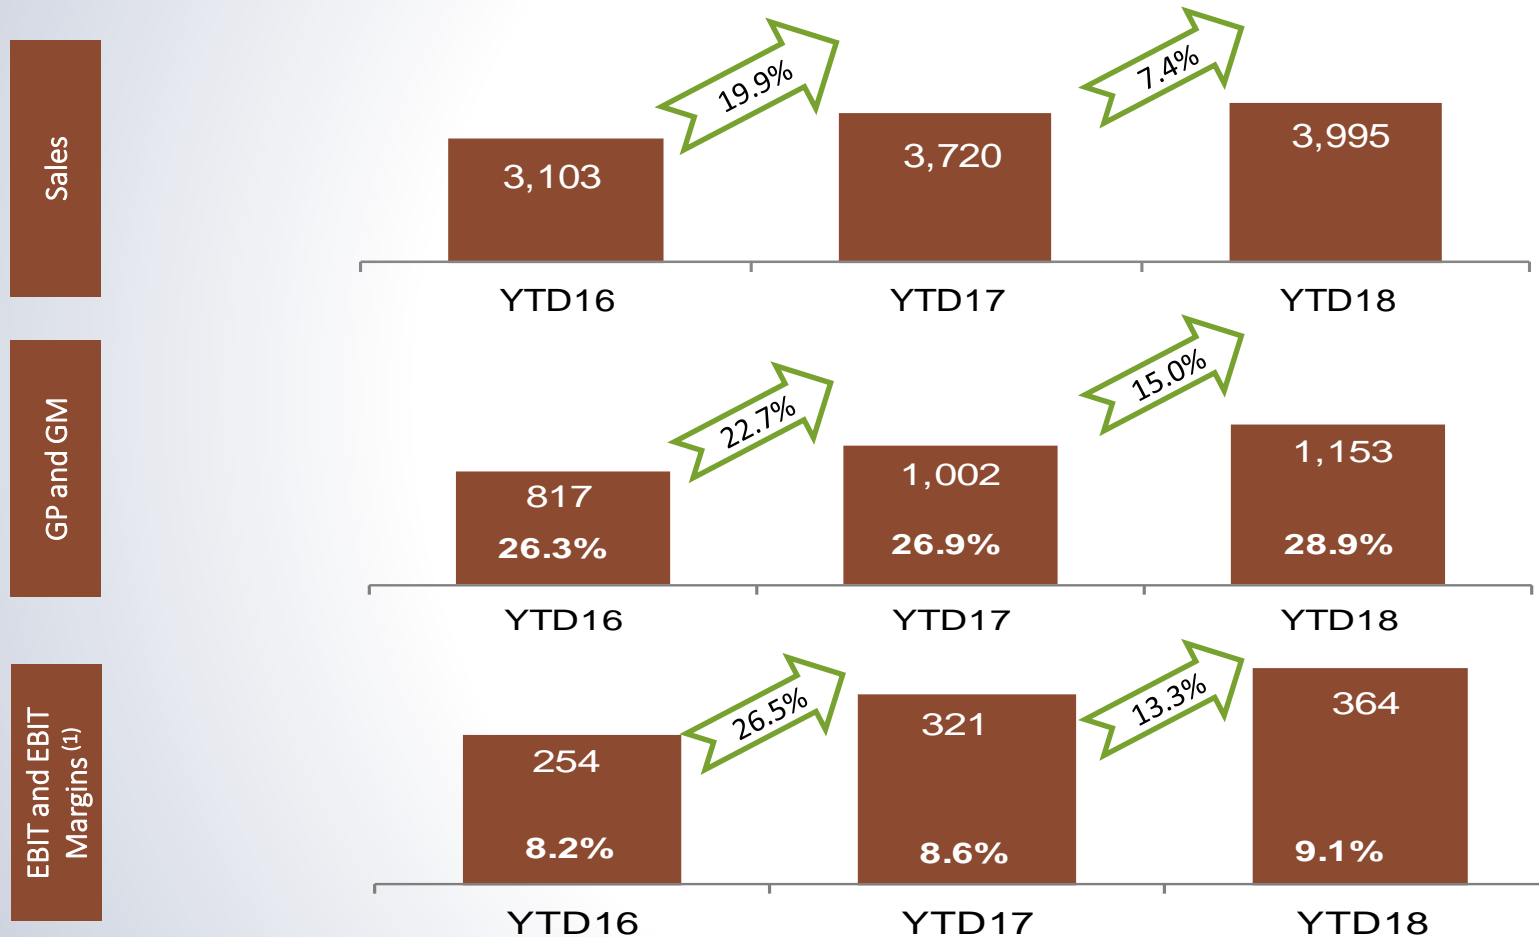 Sales
19.9%
7.4%
3,103
3,720
3,995
YTD16
YTD17
YTD18
GP and GM
22.7%
15.0%
817
1,002
1,153
26.3%
26.9%
28.9%
YTD16
YTD17
YTD18
EBIT and EBIT
Margins (1)
26.5%
13.3%
254
321
364
8.2%
8.6%
9.1%
YTD16
YTD17
YTD18